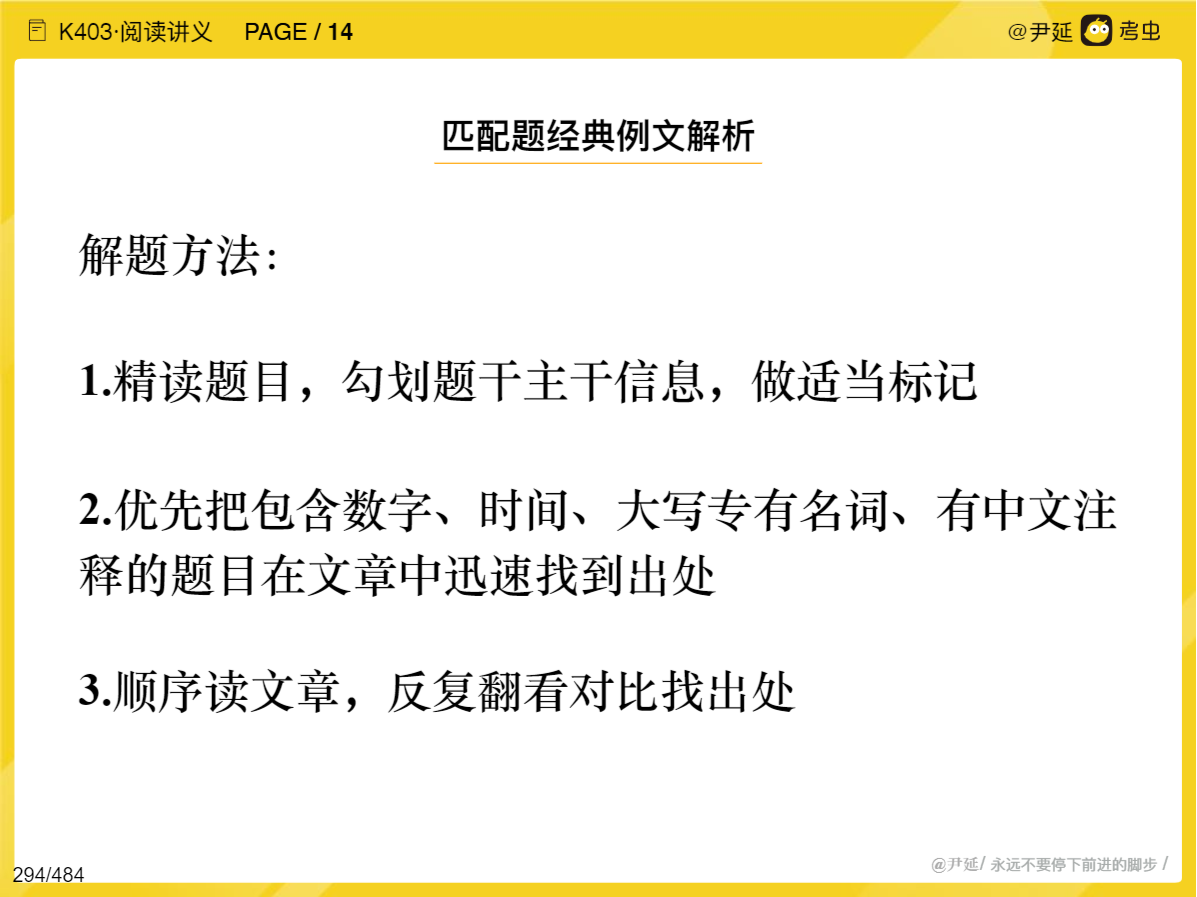 K403·阅读讲义 PAGE / 14 @尹延 考虫
匹配题经典例文解析
解题方法：
1.精读题目，勾划题干主干信息，做适当标记
2.优先把包含数字、时间、大写专有名词、有中文注
释的题目在文章中迅速找到出处
3.顺序读文章，反复翻看对比找出处
@尹延/ 永远不要停下前进的脚步 /
294/484